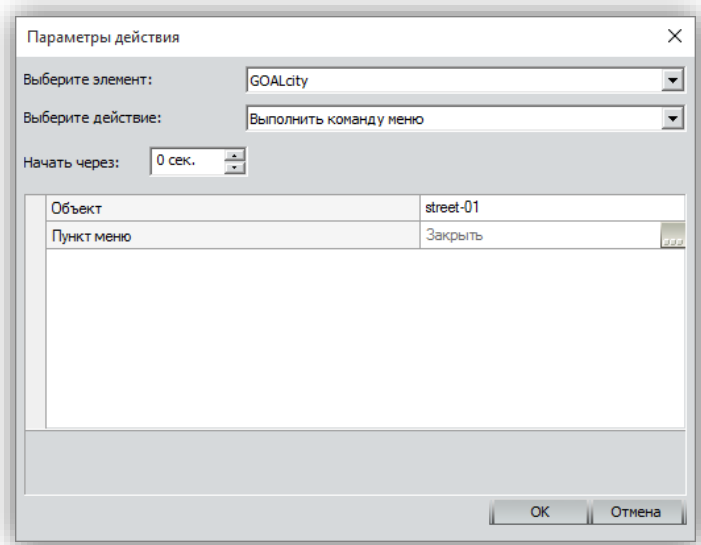 Параметры действия
Выберите элемент: GOALcity
Выберите действие: Выполнить команду меню
Начать через: 0 сек.
Объект street-01
Пункт меню Закрыть
OK Отмена